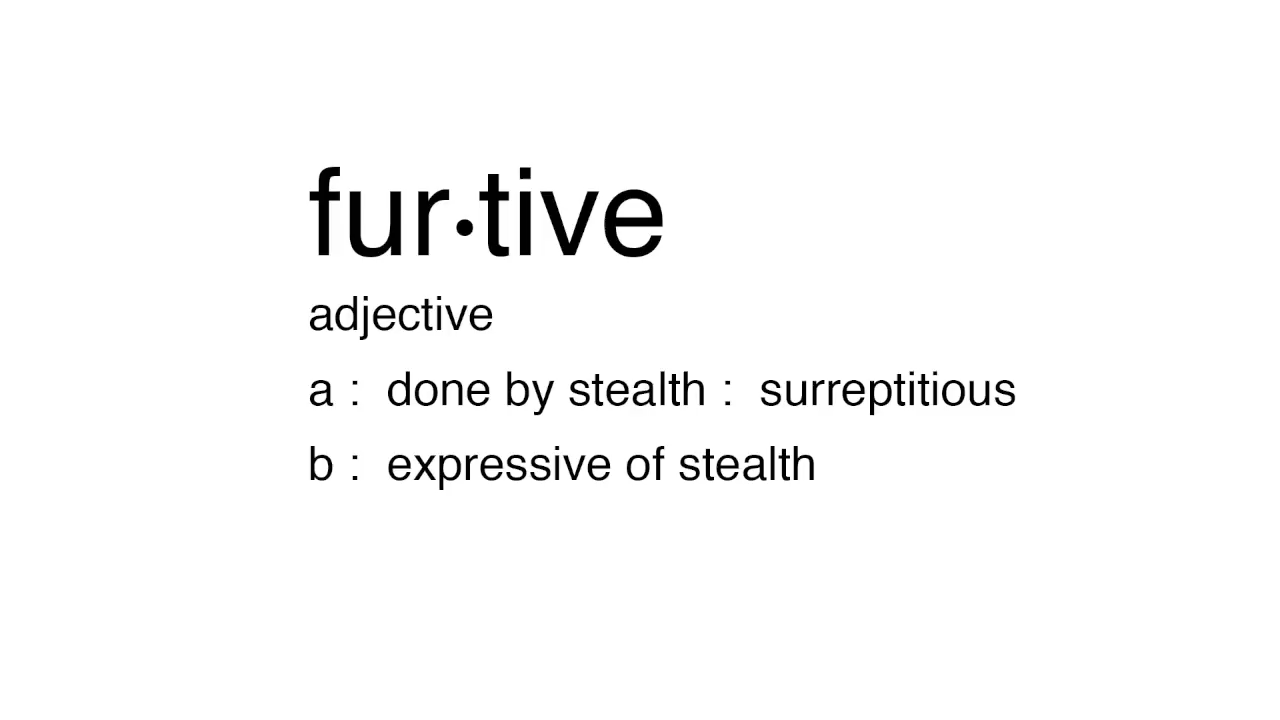 fur·tive
adjective
a :  done by stealth :  surreptitious
b :  expressive of stealth